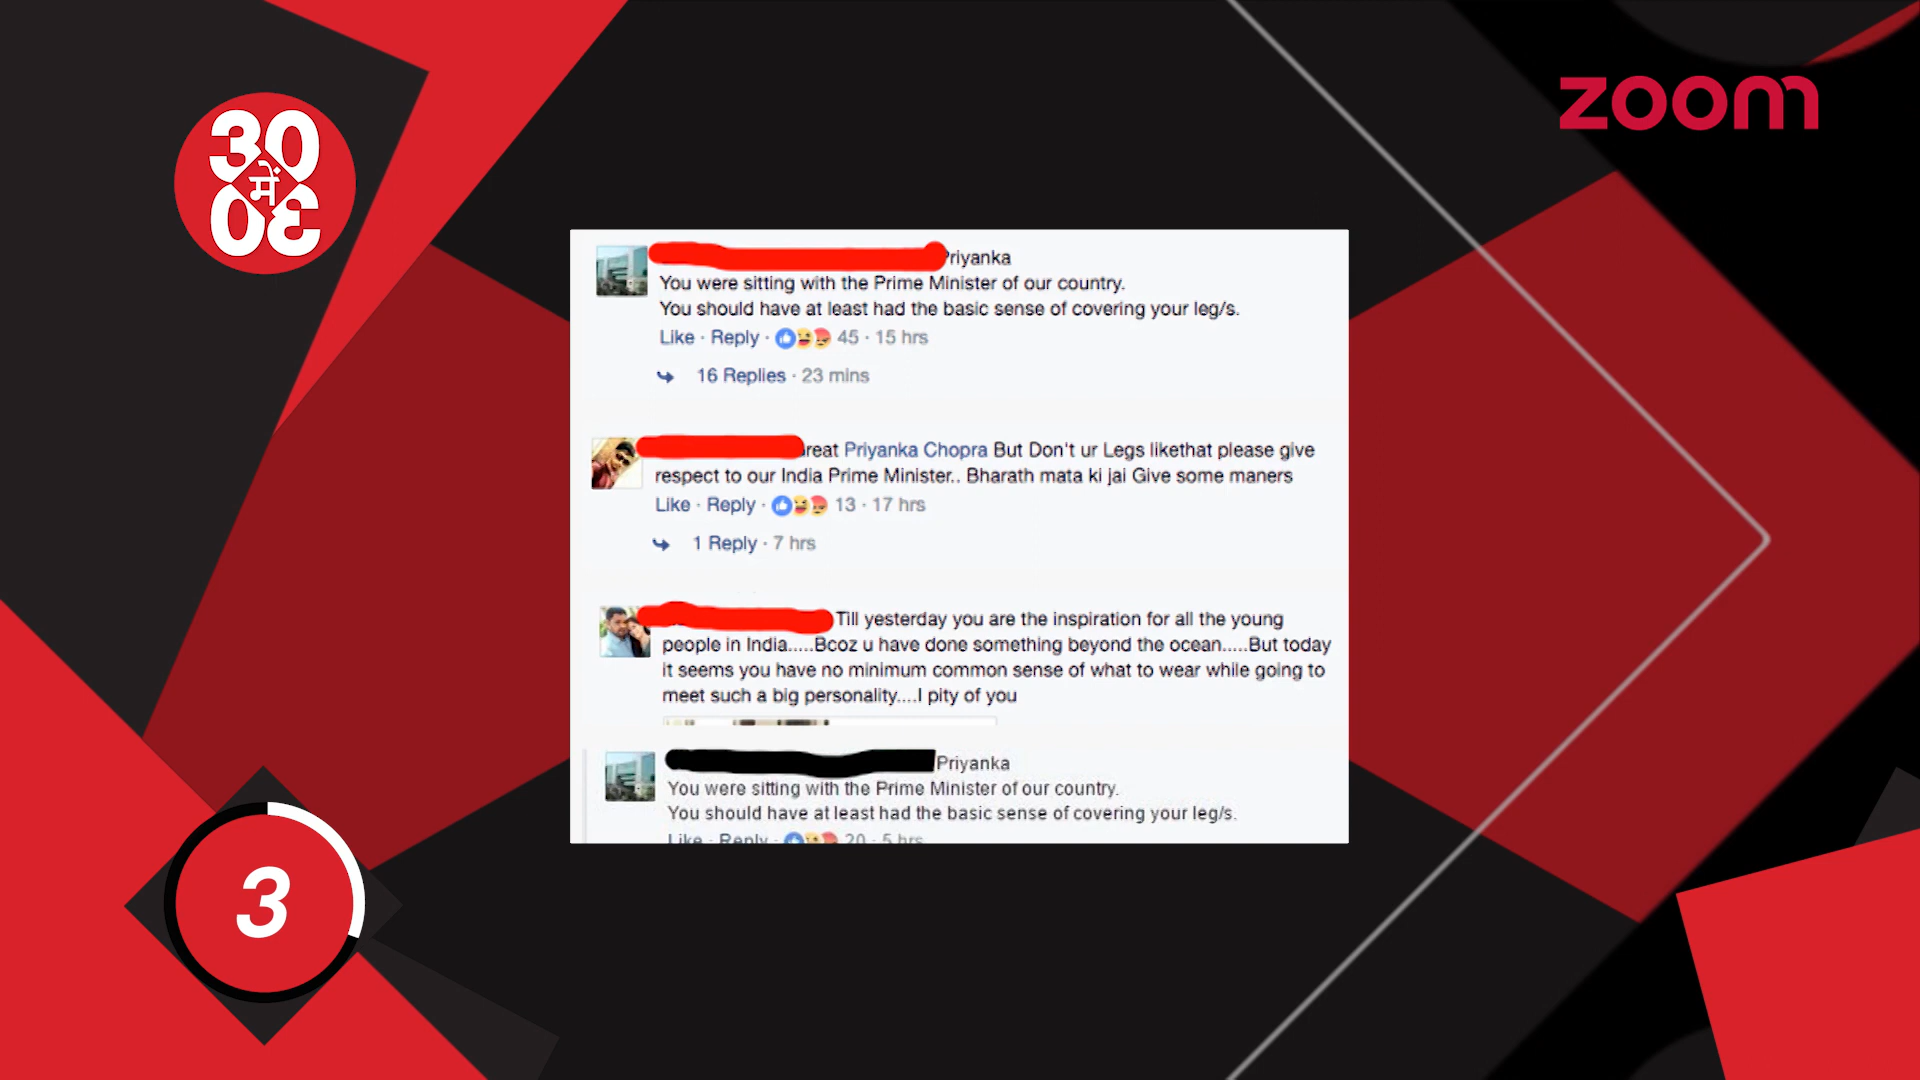 30
में
30
zoom
Priyanka
You were sitting with the Prime Minister of our country.
You should have at least had the basic sense of covering your leg/s.
Like · Reply · 45 · 15 hrs
16 Replies · 23 mins
reat Priyanka Chopra But Don't ur Legs likethat please give
respect to our India Prime Minister.. Bharath mata ki jai Give some maners
Like · Reply · 13 · 17 hrs
1 Reply · 7 hrs
Till yesterday you are the inspiration for all the young
people in India.....Bcoz u have done something beyond the ocean.....But today
it seems you have no minimum common sense of what to wear while going to
meet such a big personality....I pity of you
Priyanka
You were sitting with the Prime Minister of our country.
You should have at least had the basic sense of covering your leg/s.
Like · Reply · 20 · 5 hrs
3